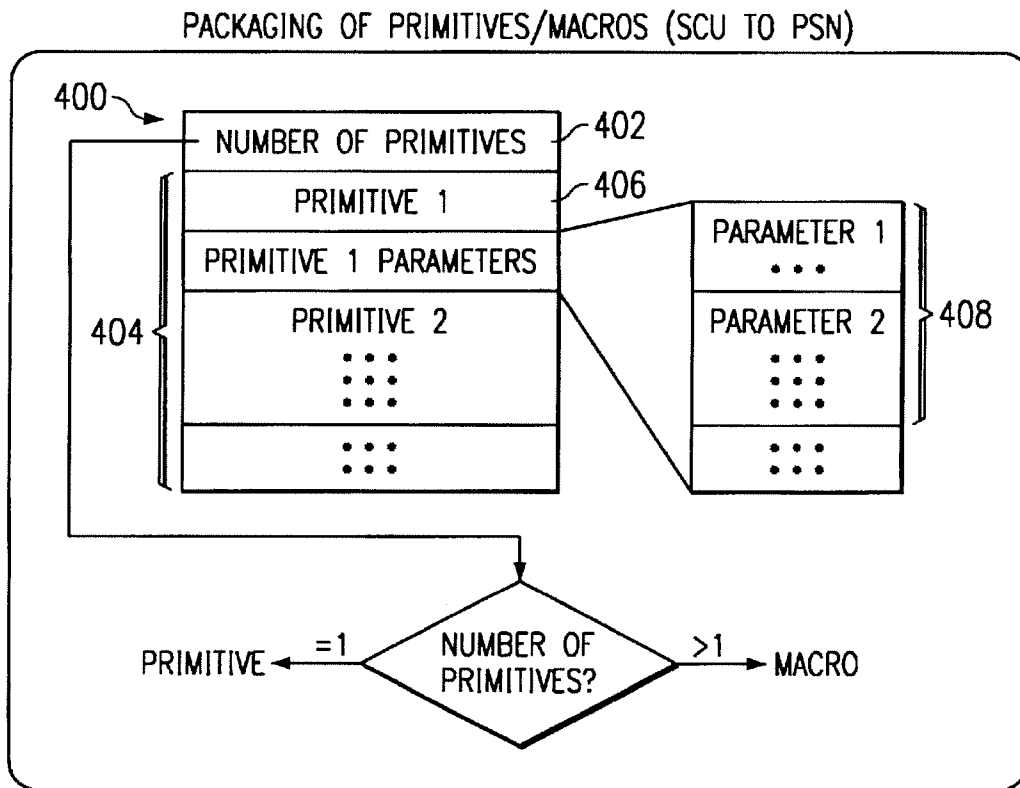 PACKAGING OF PRIMITIVES/MACROS (SCU TO PSN)
400
NUMBER OF PRIMITIVES
402
PRIMITIVE 1
406
PRIMITIVE 1 PARAMETERS
PRIMITIVE 2
404
PARAMETER 1
PARAMETER 2
408
NUMBER OF
PRIMITIVES?
=1
PRIMITIVE
>1
MACRO